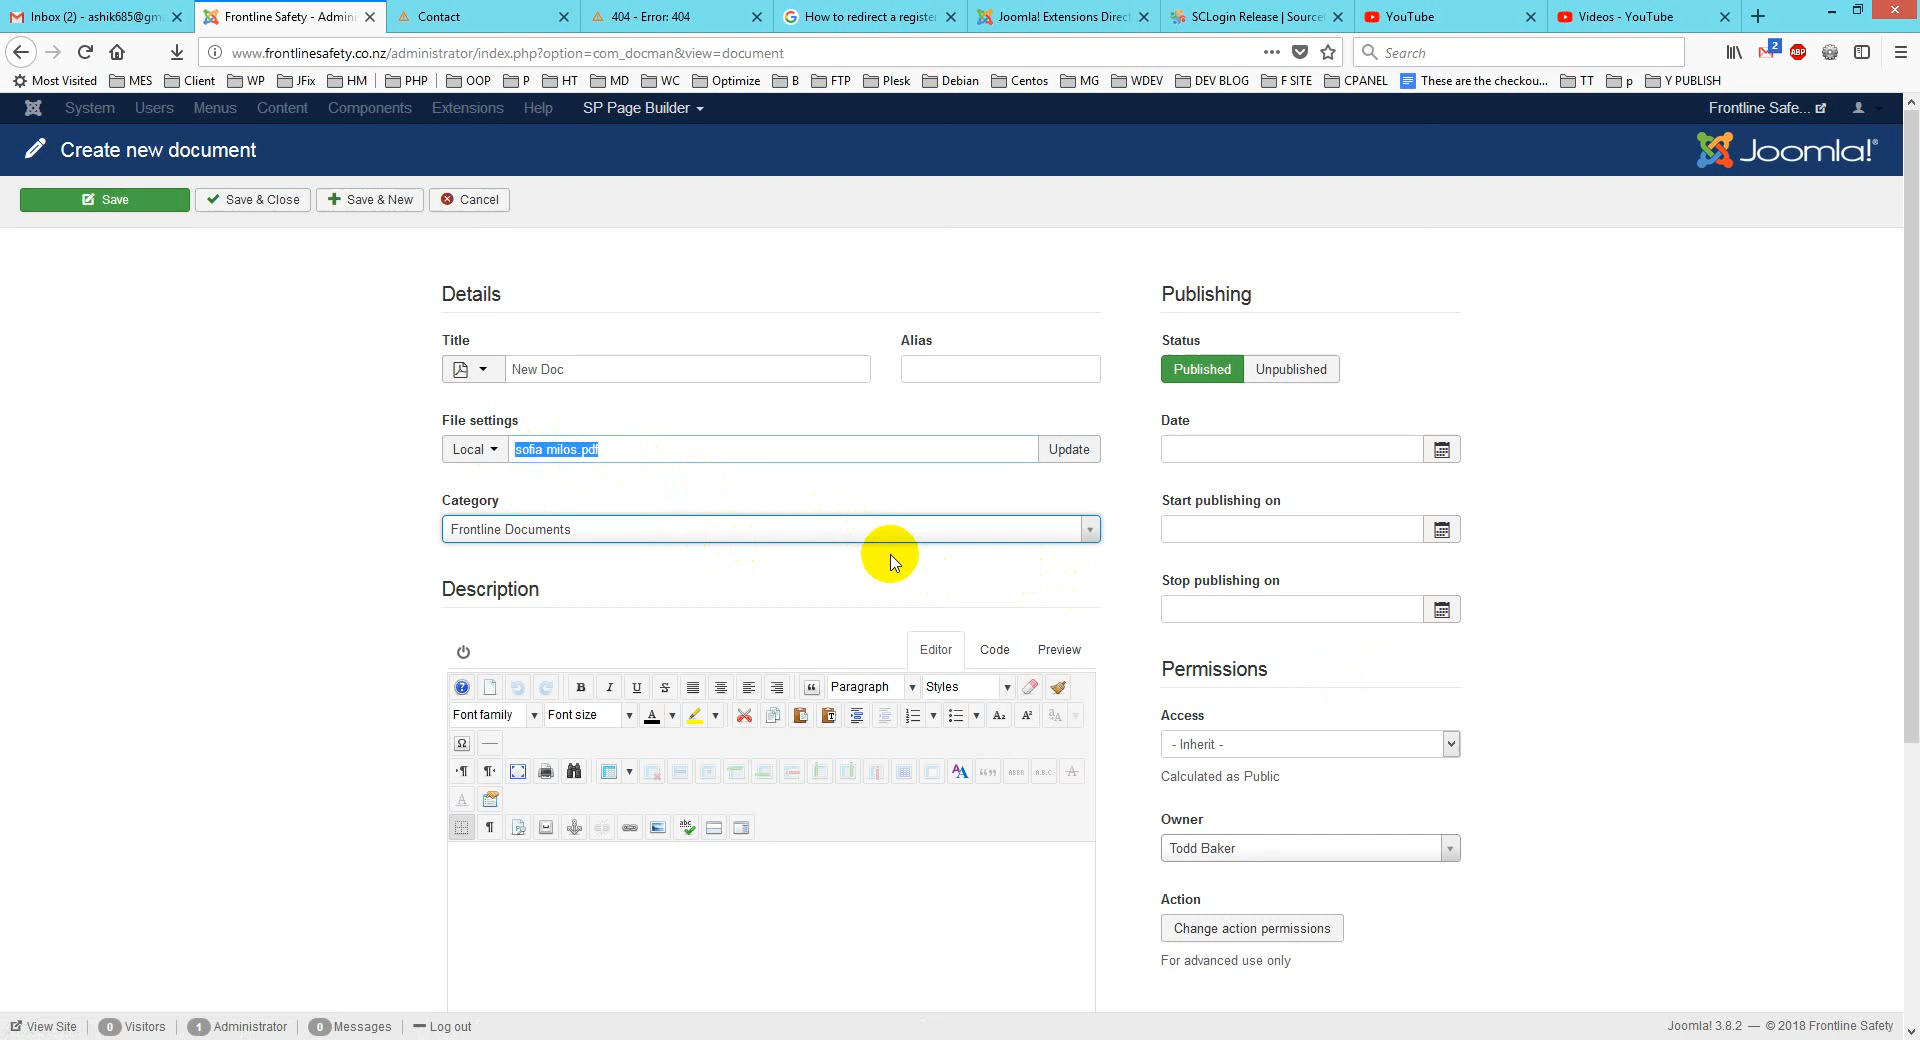 Inbox (2) - ashik685@gm
Frontline Safety - Admini
Contact
404 - Error: 404
How to redirect a registe
Joomla! Extensions Direc
SCLogin Release | Source
YouTube
Videos - YouTube
www.frontlinesafety.co.nz/administrator/index.php?option=com_docman&view=document
Search
2
ABP
Most Visited MES Client WP JFix HM PHP OOP P HT MD WC Optimize B FTP Plesk Debian Centos MG WDEV DEV BLOG F SITE CPANEL These are the checkou... TT p Y PUBLISH
System Users Menus Content Components Extensions Help SP Page Builder
Frontline Safe...
Create new document
Joomla!
Save Save & Close Save & New Cancel
Details
Publishing
Title
Alias
Status
New Doc
Published Unpublished
File settings
Date
Local sofia milos.pdf Update
Category
Start publishing on
Frontline Documents
Description
Stop publishing on
Editor Code Preview
Permissions
Paragraph Styles
Font family Font size
Access
- Inherit -
Calculated as Public
Owner
Todd Baker
Action
Change action permissions
For advanced use only
View Site 0 Visitors 1 Administrator 0 Messages Log out
Joomla! 3.8.2 — © 2018 Frontline Safety